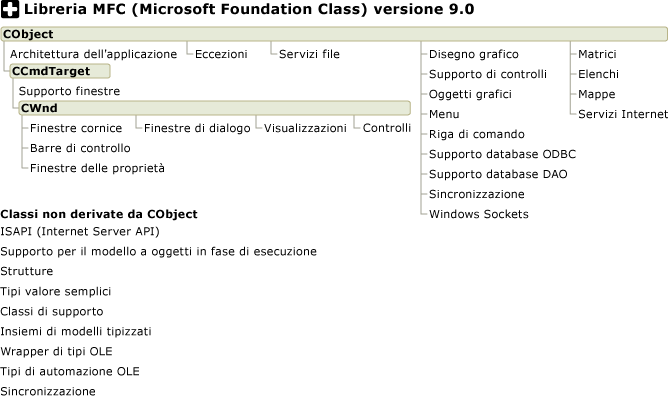 Libreria MFC (Microsoft Foundation Class) versione 9.0
CObject
Architettura dell'applicazione
Eccezioni
Servizi file
Disegno grafico
Matrici
CCmdTarget
Supporto di controlli
Elenchi
Supporto finestre
Oggetti grafici
Mappe
CWnd
Menu
Servizi Internet
Finestre cornice
Finestre di dialogo
Visualizzazioni
Controlli
Riga di comando
Barre di controllo
Supporto database ODBC
Finestre delle proprietà
Supporto database DAO
Sincronizzazione
Windows Sockets
Classi non derivate da CObject
ISAPI (Internet Server API)
Supporto per il modello a oggetti in fase di esecuzione
Strutture
Tipi valore semplici
Classi di supporto
Insiemi di modelli tipizzati
Wrapper di tipi OLE
Tipi di automazione OLE
Sincronizzazione